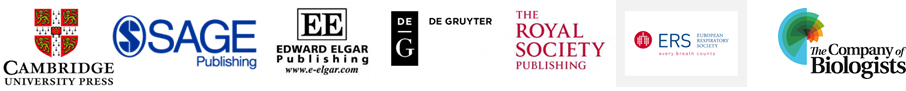 CAMBRIDGE
UNIVERSITY PRESS
SAGE
Publishing
EE
EDWARD ELGAR
Publishing
www.e-elgar.com
DE
G
DE GRUYTER
THE
ROYAL
SOCIETY
PUBLISHING
ERS
EUROPEAN
RESPIRATORY
SOCIETY
every breath counts
The Company of
Biologists